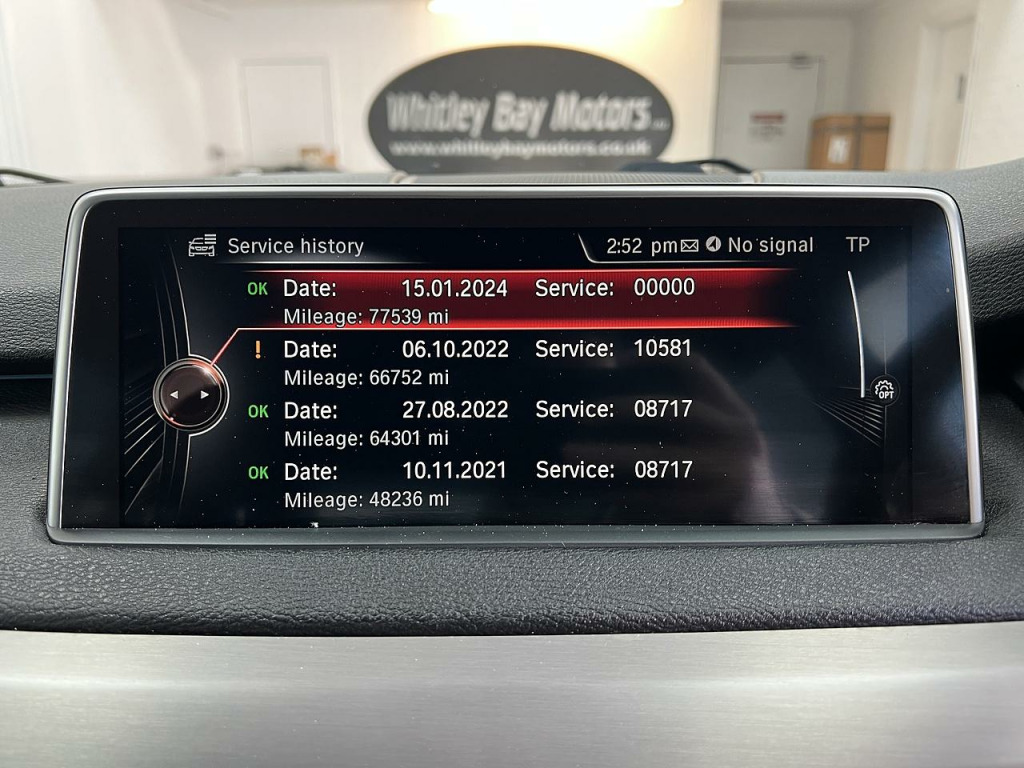 Whitley Bay Motors
www.whitleybaymotors.co.uk
Service history 2:52 pm No signal TP
OK Date: 15.01.2024 Service: 00000
Mileage: 77539 mi
! Date: 06.10.2022 Service: 10581
Mileage: 66752 mi
OK Date: 27.08.2022 Service: 08717
Mileage: 64301 mi
OPT
OK Date: 10.11.2021 Service: 08717
Mileage: 48236 mi